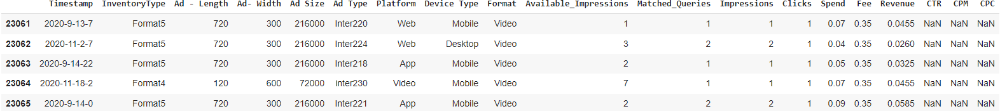 Timestamp InventoryType Ad - Length Ad- Width Ad Size Ad Type Platform Device Type Format Available_Impressions Matched_Queries Impressions Clicks Spend Fee Revenue CTR CPM CPC
23061 2020-9-13-7 Format5 720 300 216000 Inter220 Web Mobile Video 1 1 1 1 0.07 0.35 0.0455 NaN NaN NaN
23062 2020-11-2-7 Format5 720 300 216000 Inter224 Web Desktop Video 3 2 2 1 0.04 0.35 0.0260 NaN NaN NaN
23063 2020-9-14-22 Format5 720 300 216000 Inter218 App Mobile Video 2 1 1 1 0.05 0.35 0.0325 NaN NaN NaN
23064 2020-11-18-2 Format4 120 600 72000 inter230 Video Mobile Video 7 1 1 1 0.07 0.35 0.0455 NaN NaN NaN
23065 2020-9-14-0 Format5 720 300 216000 Inter221 App Mobile Video 2 2 2 1 0.09 0.35 0.0585 NaN NaN NaN